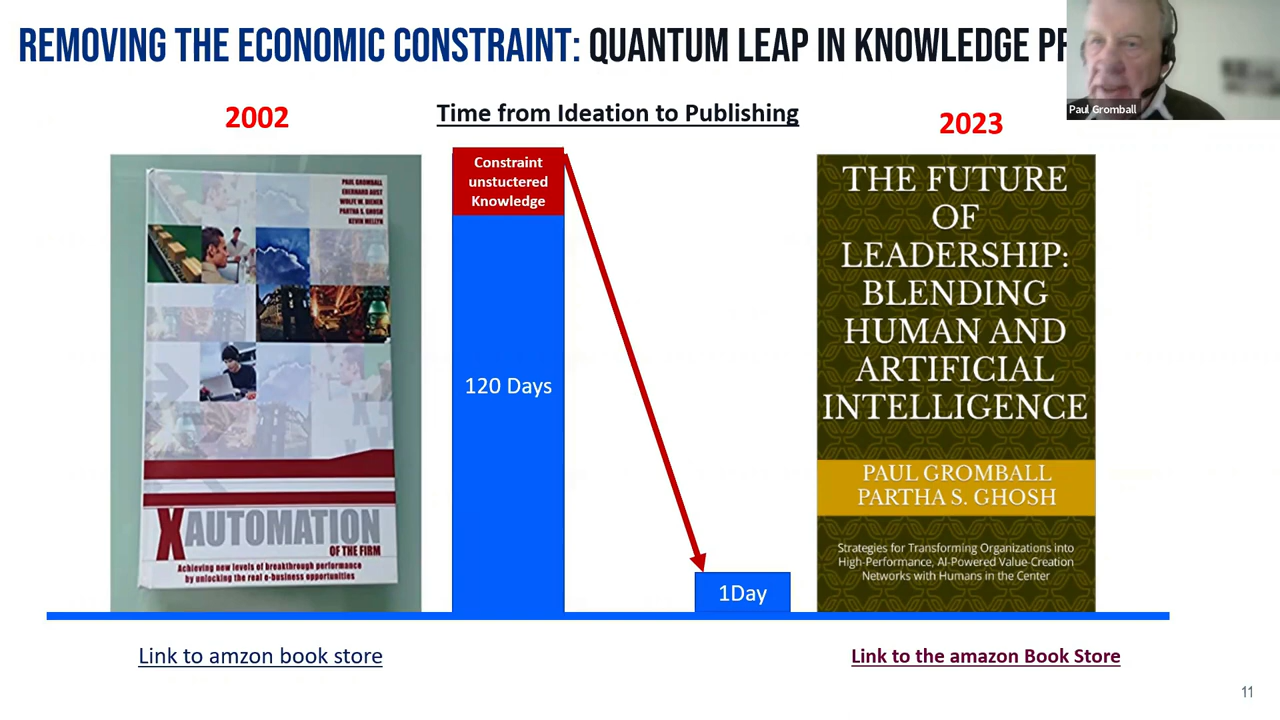 REMOVING THE ECONOMIC CONSTRAINT: QUANTUM LEAP IN KNOWLEDGE
Paul Gromball
2002
Time from Ideation to Publishing
2023
PAUL GROMBALL
EBERHARD AUST
WOLFE W. DIENER
PARTHA S. GHOSH
KEVIN MELLYN
XAUTOMATION
OF THE FIRM
Achieving new levels of breakthrough performance
by unlocking the real e-business opportunities
Constraint
unstuctered
Knowledge
120 Days
1Day
THE FUTURE
OF
LEADERSHIP:
BLENDING
HUMAN AND
ARTIFICIAL
INTELLIGENCE
PAUL GROMBALL
PARTHA S. GHOSH
Strategies for Transforming Organizations into
High-Performance, AI-Powered Value-Creation
Networks with Humans in the Center
Link to amzon book store
Link to the amazon Book Store
11